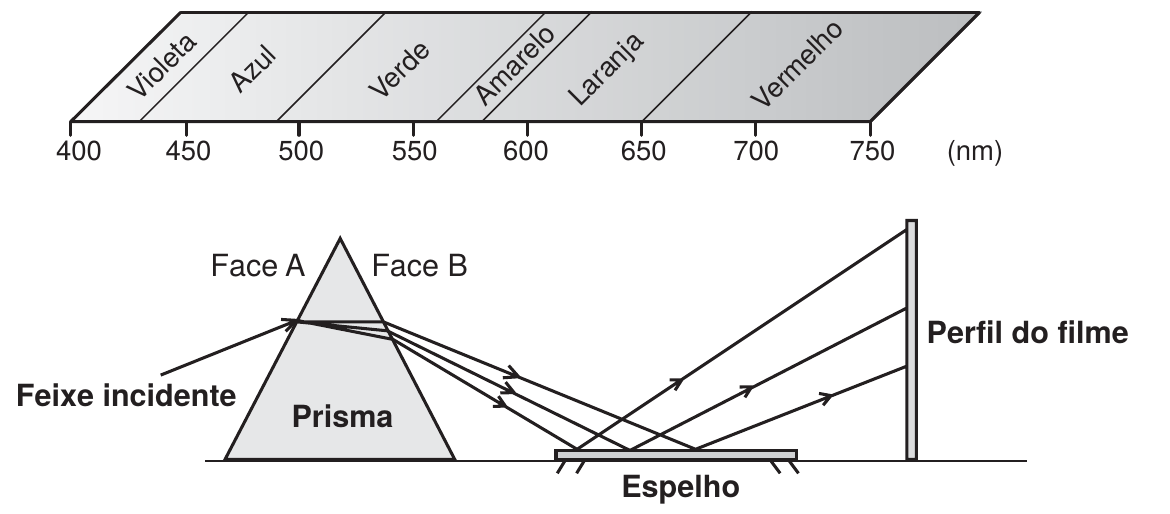 Violeta Azul Verde Amarelo Laranja Vermelho
400 450 500 550 600 650 700 750 (nm)
Face A Face B
Perfil do filme
Feixe incidente
Prisma
Espelho